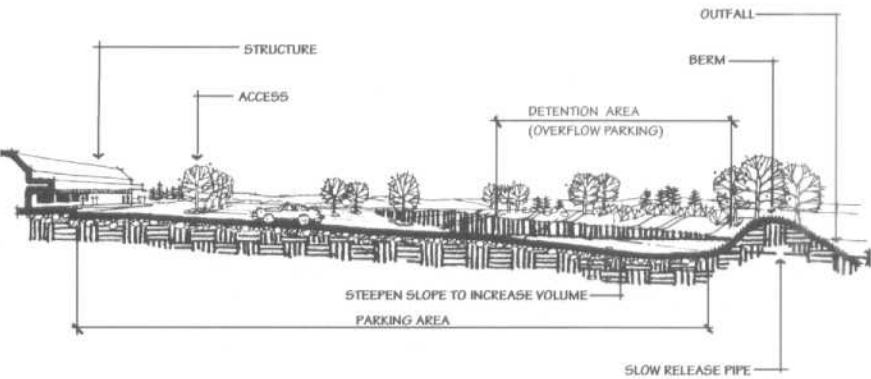 OUTFALL
STRUCTURE
BERM
ACCESS
DETENTION AREA
(OVERFLOW PARKING)
STEEPEN SLOPE TO INCREASE VOLUME
PARKING AREA
SLOW RELEASE PIPE